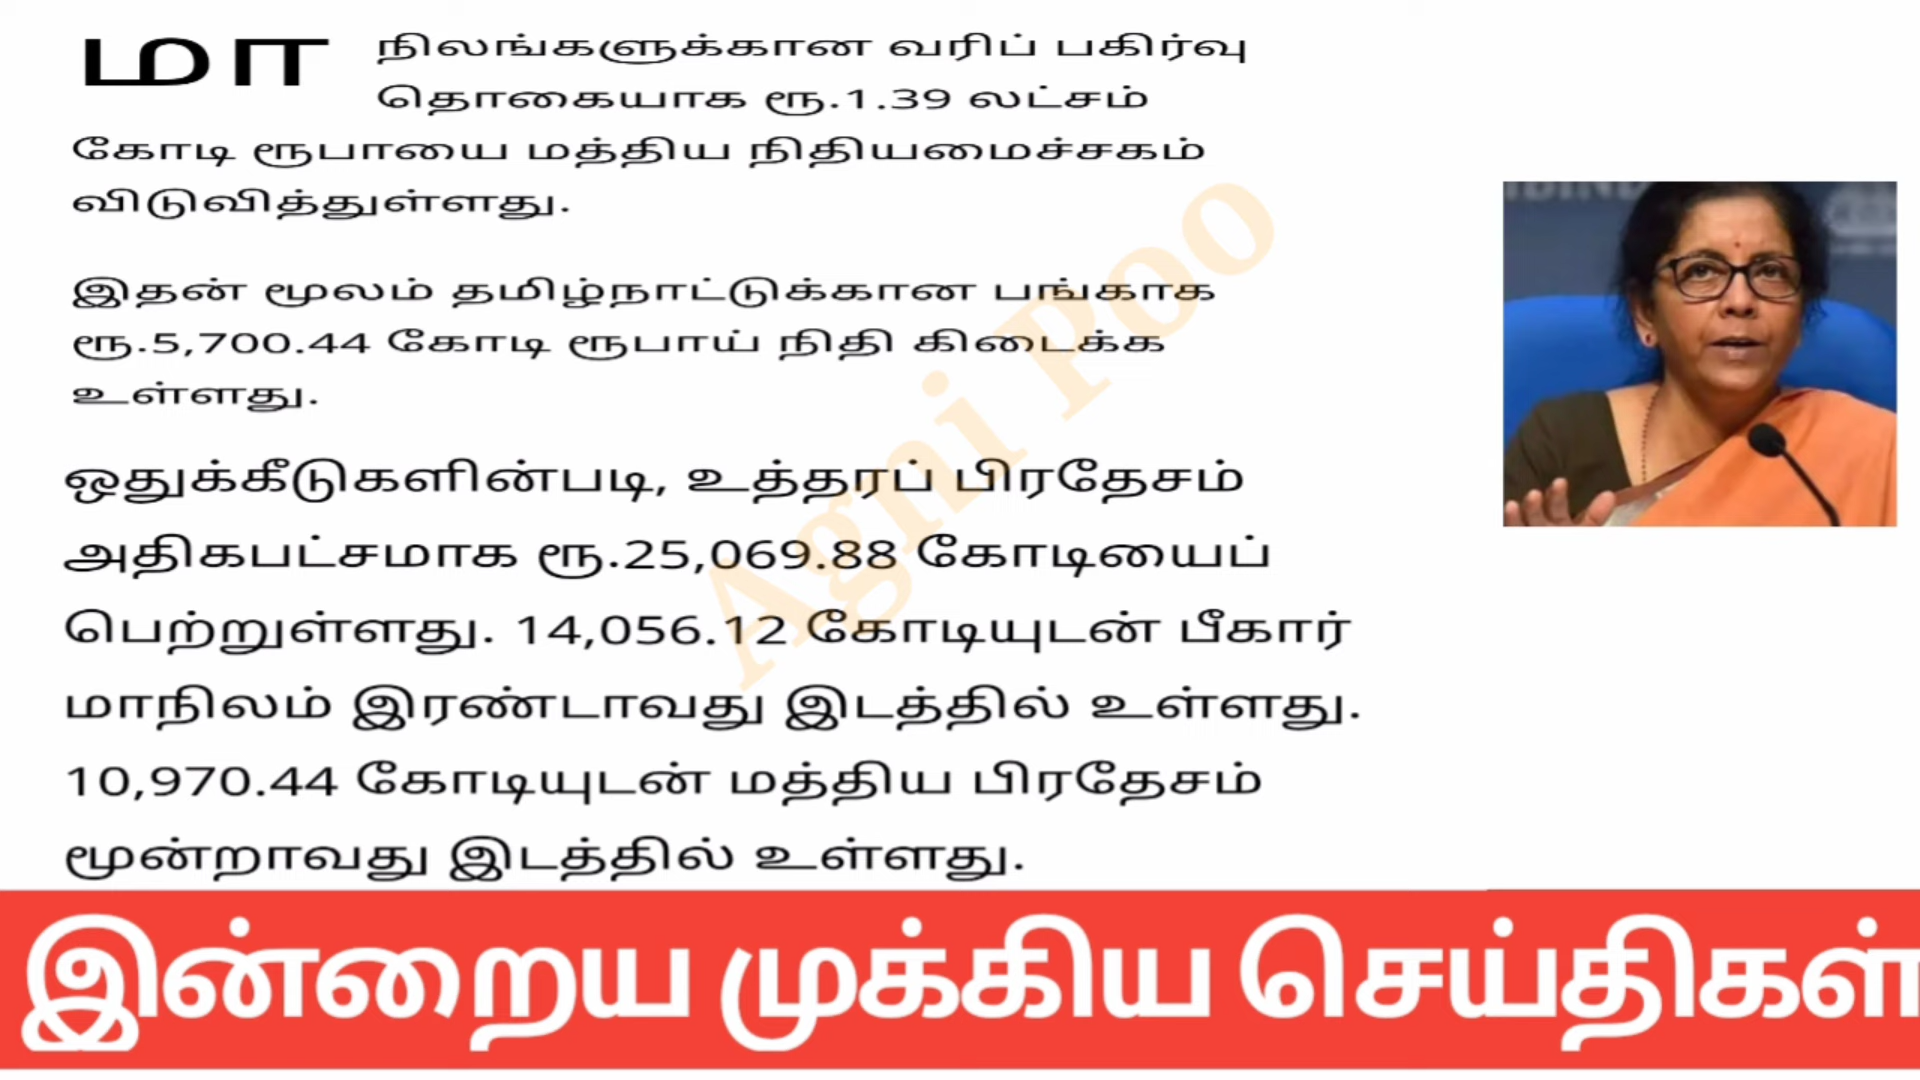 மா நிலங்களுக்கான வரிப் பகிர்வு
தொகையாக ரூ.1.39 லட்சம்
கோடி ரூபாயை மத்திய நிதியமைச்சகம்
விடுவித்துள்ளது.
இதன் மூலம் தமிழ்நாட்டுக்கான பங்காக
ரூ.5,700.44 கோடி ரூபாய் நிதி கிடைக்க
உள்ளது.
ஒதுக்கீடுகளின்படி, உத்தரப் பிரதேசம்
அதிகபட்சமாக ரூ.25,069.88 கோடியைப்
பெற்றுள்ளது. 14,056.12 கோடியுடன் பீகார்
மாநிலம் இரண்டாவது இடத்தில் உள்ளது.
10,970.44 கோடியுடன் மத்திய பிரதேசம்
மூன்றாவது இடத்தில் உள்ளது.
Agni Poo
இன்றைய முக்கிய செய்திகள்